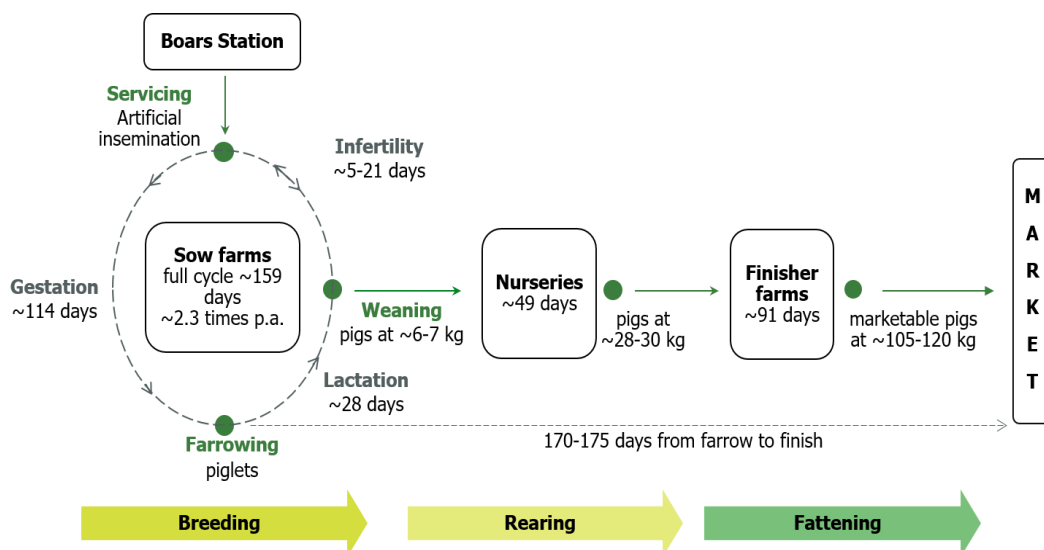 Boars Station
Servicing
Artificial
insemination
Infertility
~5-21 days
Gestation
~114 days
Sow farms
full cycle ~159
days
~2.3 times p.a.
Weaning
pigs at ~6-7 kg
Lactation
~28 days
Farrowing
piglets
Nurseries
~49 days
pigs at
~28-30 kg
Finisher
farms
~91 days
marketable pigs
at ~105-120 kg
M
A
R
K
E
T
170-175 days from farrow to finish
Breeding
Rearing
Fattening